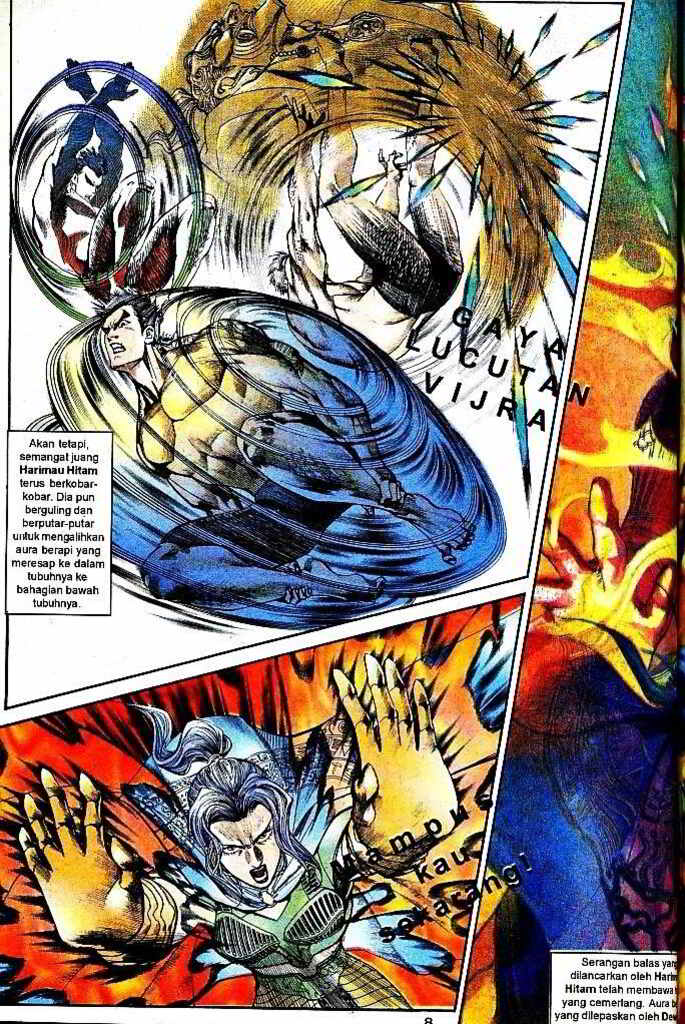 GAYA
LUCUTAN
VIJRA
Akan tetapi,
semangat juang
Harimau Hitam
terus berkobar-
kobar. Dia pun
berguling dan
berputar-putar
untuk mengalihkan
aura berapi yang
meresap ke dalam
tubuhnya ke
bahagian bawah
tubuhnya.
Mampus
kau
sekarang!
Serangan balas yang
dilancarkan oleh Harim
Hitam telah membawa
yang cemerlang. Aura b
yang dilepaskan oleh Dew
8